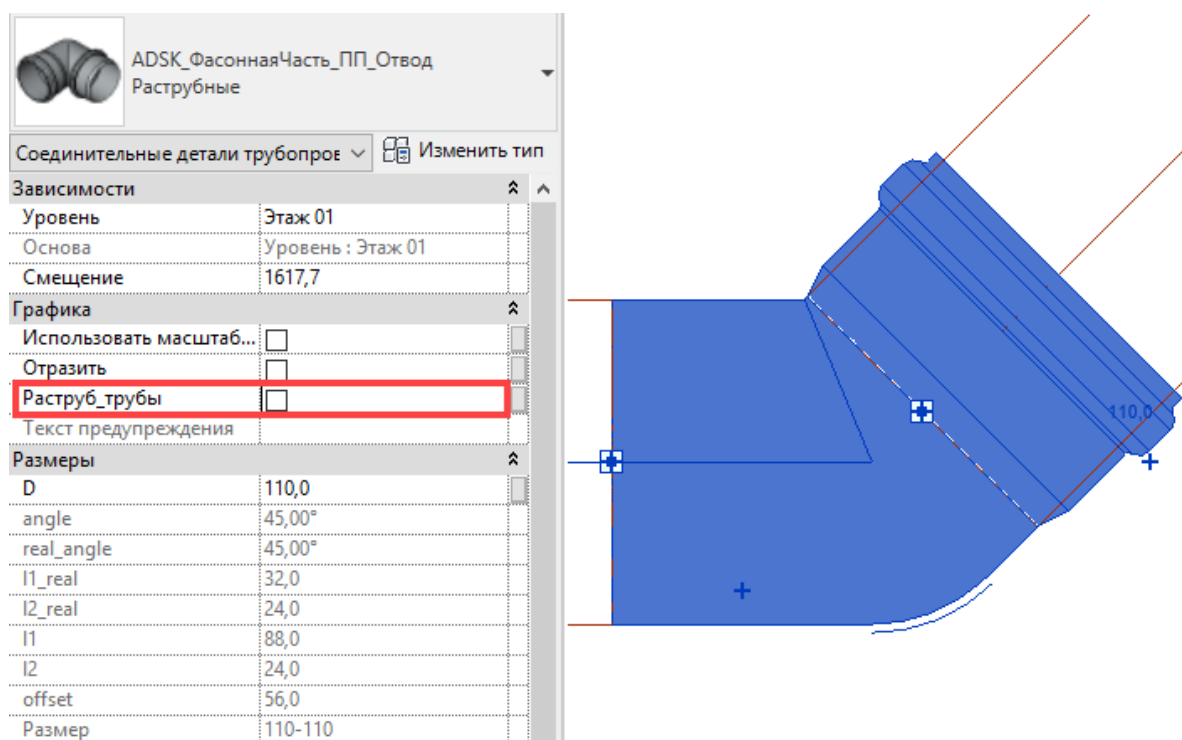 ADSK_ФасоннаяЧасть_ПП_Отвод
Раструбные
Соединительные детали трубопров
Изменить тип
Зависимости
Уровень Этаж 01
Основа Уровень : Этаж 01
Смещение 1617,7
Графика
Использовать масштаб...
Отразить
Раструб_трубы
Текст предупреждения
Размеры
D 110,0
angle 45,00°
real_angle 45,00°
l1_real 32,0
l2_real 24,0
l1 88,0
l2 24,0
offset 56,0
Размер 110-110
110,0